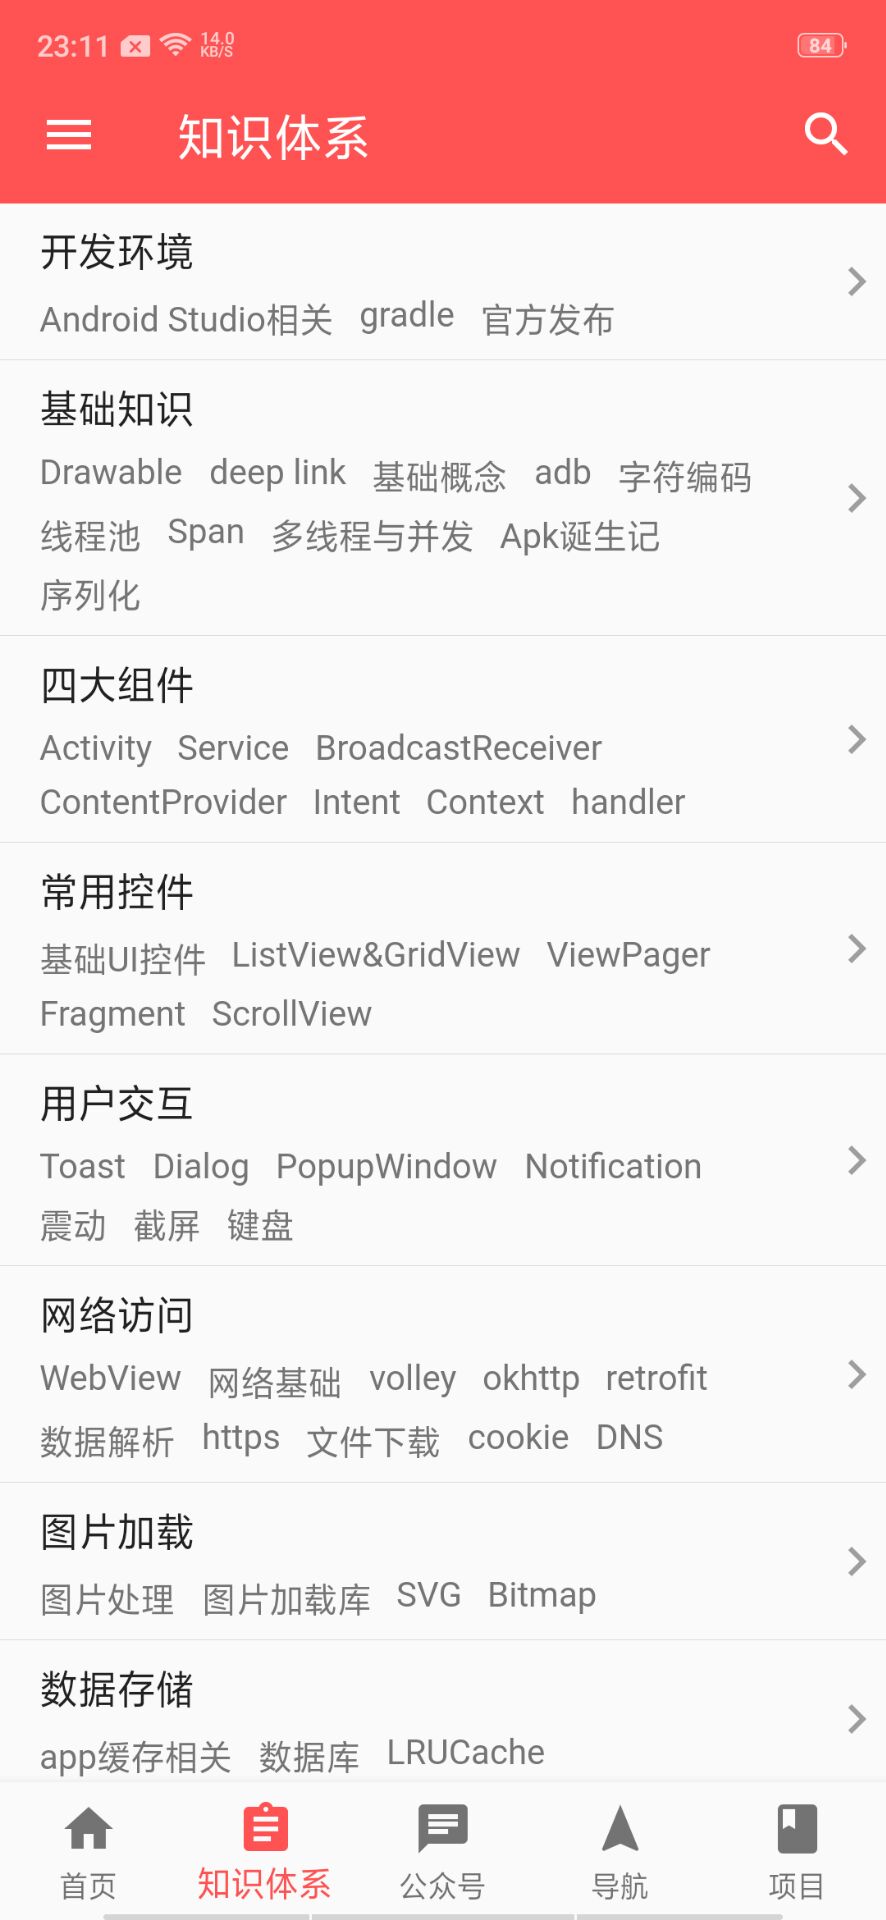 23:11 14.0 KB/S 84
知识体系
开发环境
Android Studio相关 gradle 官方发布
基础知识
Drawable deep link 基础概念 adb 字符编码
线程池 Span 多线程与并发 Apk诞生记
序列化
四大组件
Activity Service BroadcastReceiver
ContentProvider Intent Context handler
常用控件
基础UI控件 ListView&GridView ViewPager
Fragment ScrollView
用户交互
Toast Dialog PopupWindow Notification
震动 截屏 键盘
网络访问
WebView 网络基础 volley okhttp retrofit
数据解析 https 文件下载 cookie DNS
图片加载
图片处理 图片加载库 SVG Bitmap
数据存储
app缓存相关 数据库 LRUCache
首页 知识体系 公众号 导航 项目